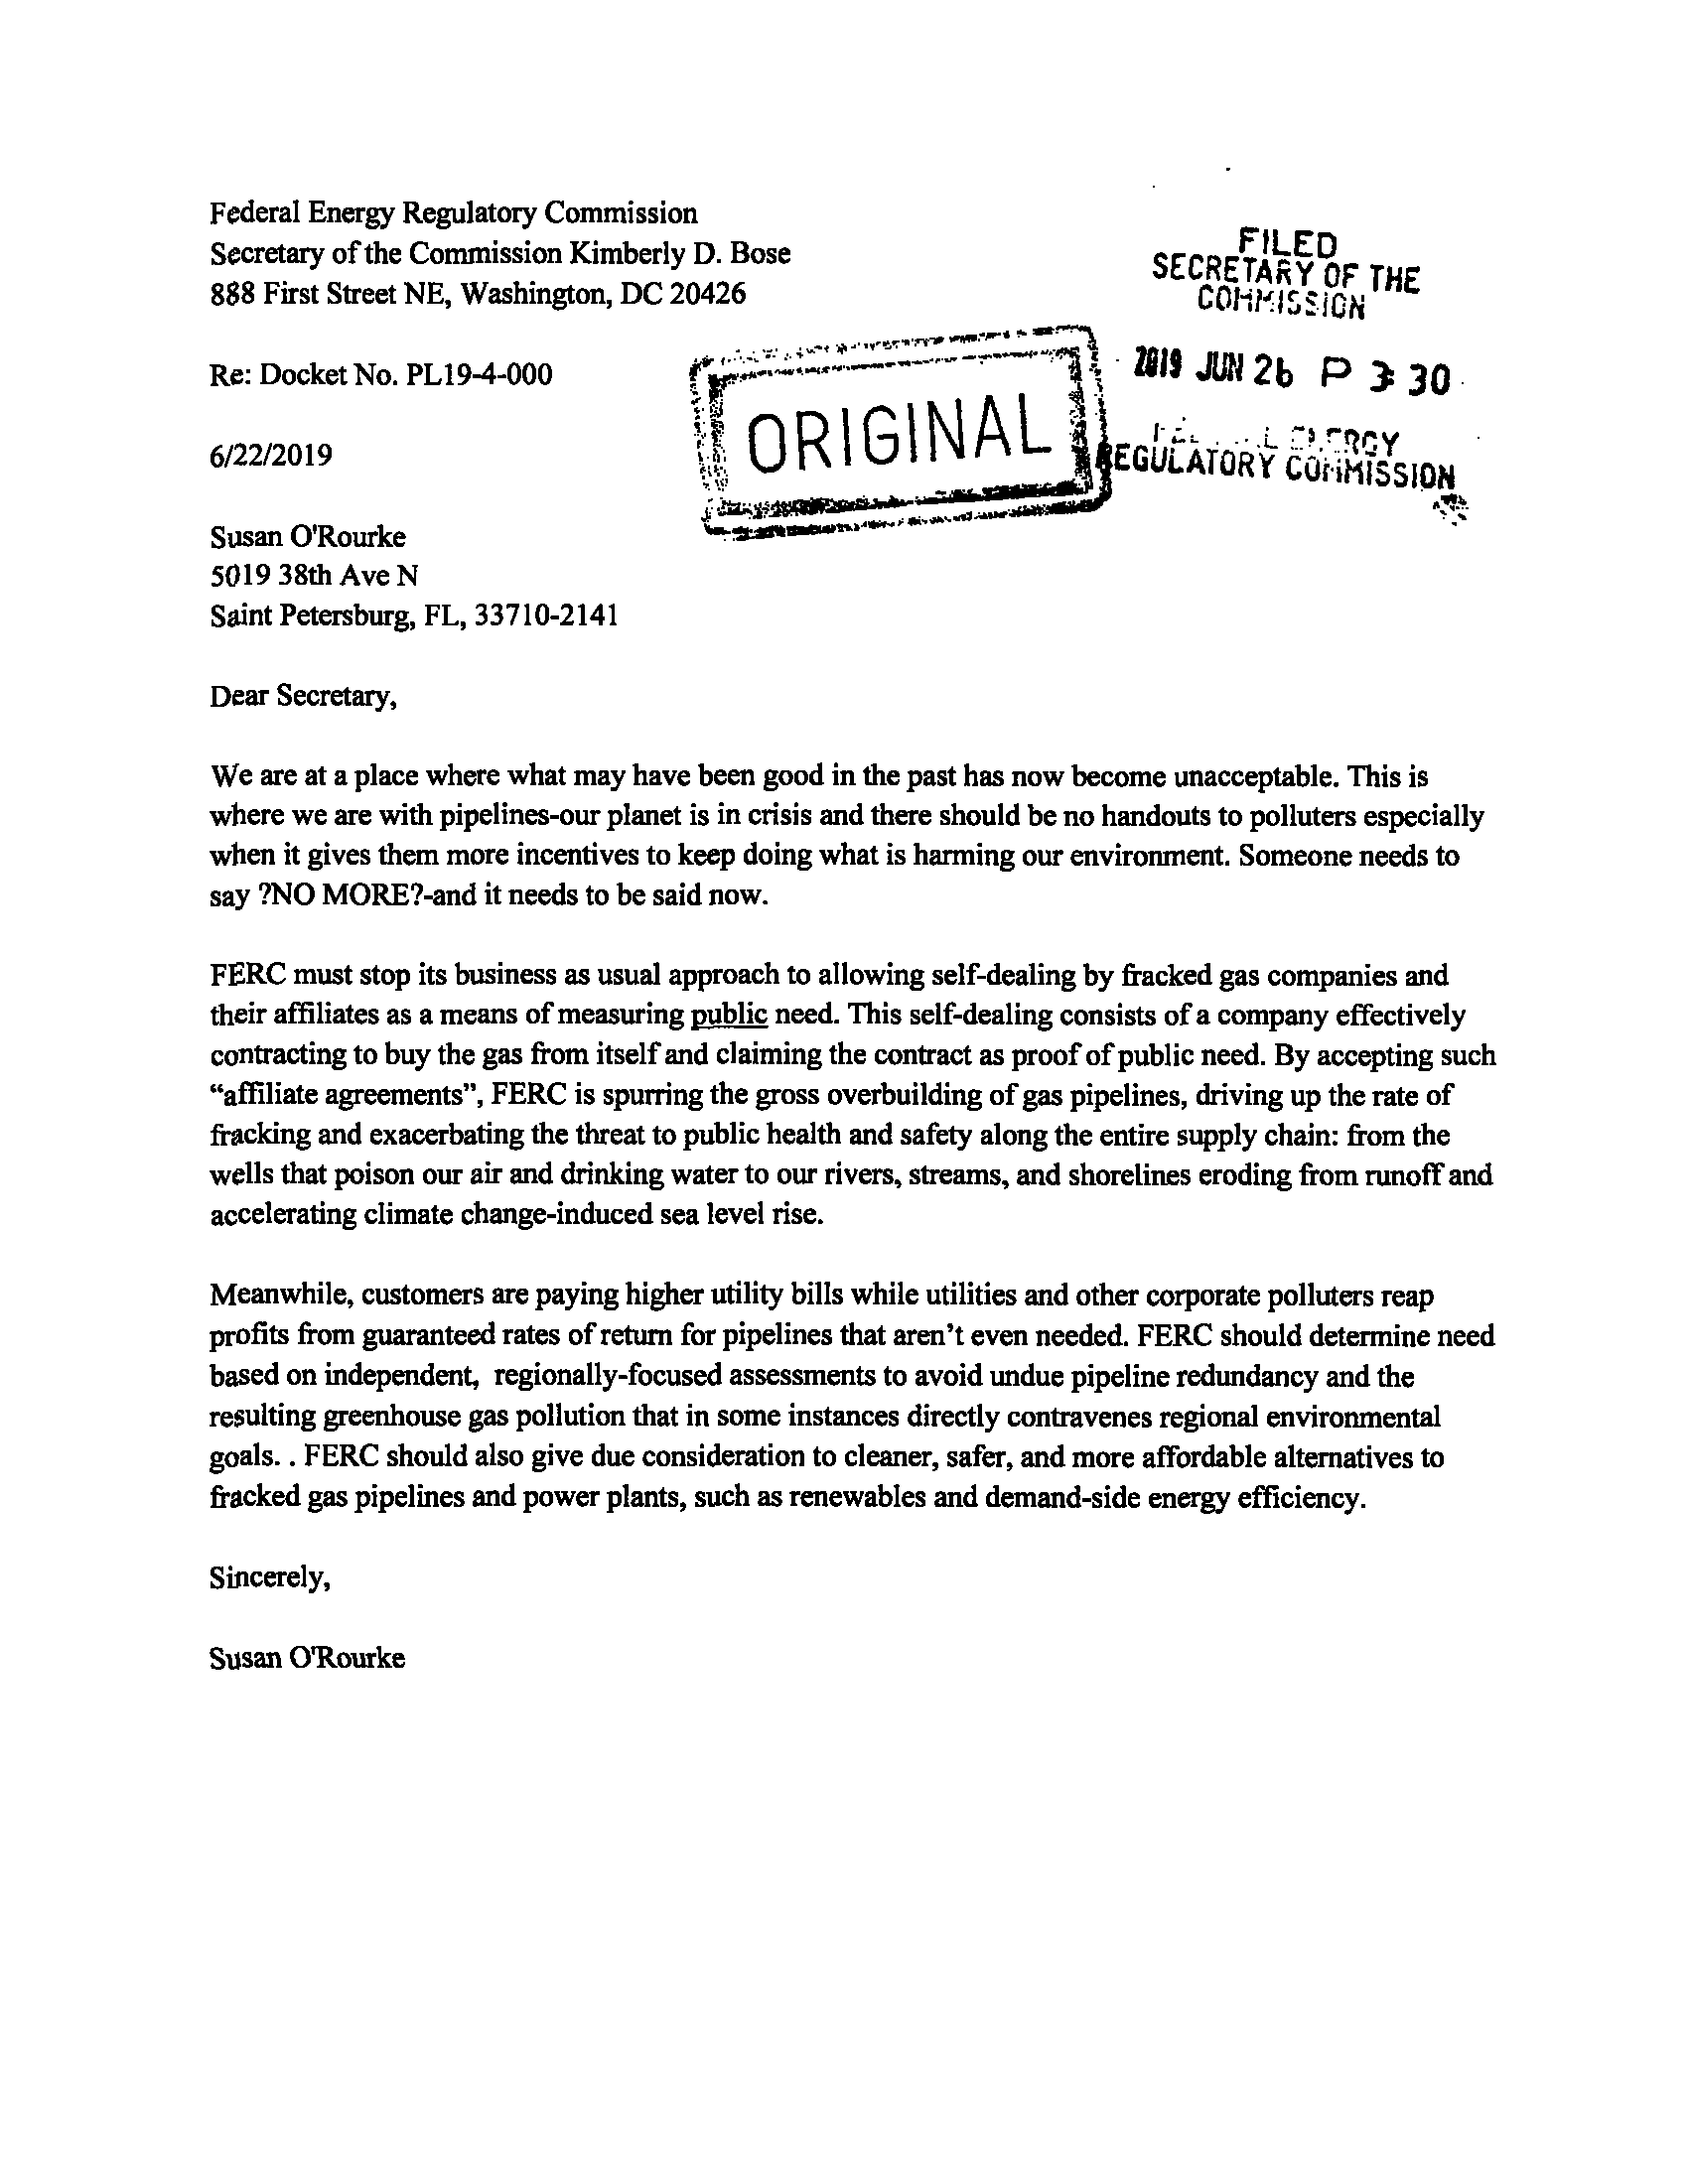 Federal Energy Regulatory Commission
Secretary of the Commission Kimberly D. Bose
888 First Street NE, Washington, DC 20426
FILED
SECRETARY OF THE
COMMISSION
Re: Docket No. PL19-4-000
2019 JUN 26 P 3: 30
ORIGINAL
ENERGY
REGULATORY COMMISSION
6/22/2019
Susan O'Rourke
5019 38th Ave N
Saint Petersburg, FL, 33710-2141
Dear Secretary,
We are at a place where what may have been good in the past has now become unacceptable. This is
where we are with pipelines-our planet is in crisis and there should be no handouts to polluters especially
when it gives them more incentives to keep doing what is harming our environment. Someone needs to
say ?NO MORE?-and it needs to be said now.
FERC must stop its business as usual approach to allowing self-dealing by fracked gas companies and
their affiliates as a means of measuring public need. This self-dealing consists of a company effectively
contracting to buy the gas from itself and claiming the contract as proof of public need. By accepting such
“affiliate agreements”, FERC is spurring the gross overbuilding of gas pipelines, driving up the rate of
fracking and exacerbating the threat to public health and safety along the entire supply chain: from the
wells that poison our air and drinking water to our rivers, streams, and shorelines eroding from runoff and
accelerating climate change-induced sea level rise.
Meanwhile, customers are paying higher utility bills while utilities and other corporate polluters reap
profits from guaranteed rates of return for pipelines that aren’t even needed. FERC should determine need
based on independent,  regionally-focused assessments to avoid undue pipeline redundancy and the
resulting greenhouse gas pollution that in some instances directly contravenes regional environmental
goals. . FERC should also give due consideration to cleaner, safer, and more affordable alternatives to
fracked gas pipelines and power plants, such as renewables and demand-side energy efficiency.
Sincerely,
Susan O'Rourke